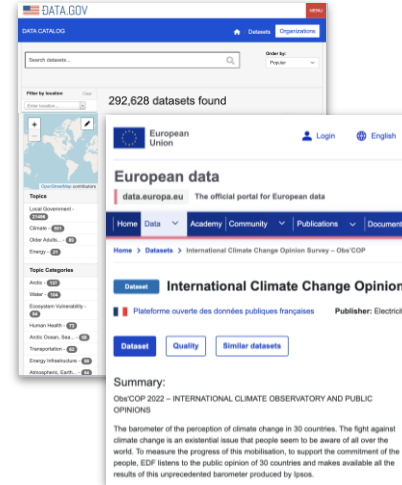 DATA.GOV
MENU
DATA CATALOG
Datasets
Organizations
Search datasets...
Order by:
Popular
Filter by location
Clear
Enter location...
292,628 datasets found
+
OpenStreetMap contributors
Topics
Local Government -
Climate -
Older Adults... -
Energy -
Topic Categories
Arctic -
Water -
Ecosystem Vulnerability -
Human Health -
Arctic Ocean, Sea... -
Transportation -
Energy Infrastructure -
Atmospheric, Earth... -
European
Union
Login
English
European data
data.europa.eu The official portal for European data
Home Data Academy Community Publications Document
Home > Datasets > International Climate Change Opinion Survey – Obs'COP
Dataset International Climate Change Opinion
Plateforme ouverte des données publiques françaises Publisher: Electricit
Dataset Quality Similar datasets
Summary:
Obs'COP 2022 – INTERNATIONAL CLIMATE OBSERVATORY AND PUBLIC
OPINIONS
The barometer of the perception of climate change in 30 countries. The fight against
climate change is an existential issue that people seem to be aware of all over the
world. To measure the progress of this mobilisation, to support the commitment of the
people, EDF listens to the public opinion of 30 countries and makes available all the
results of this unprecedented barometer produced by Ipsos.